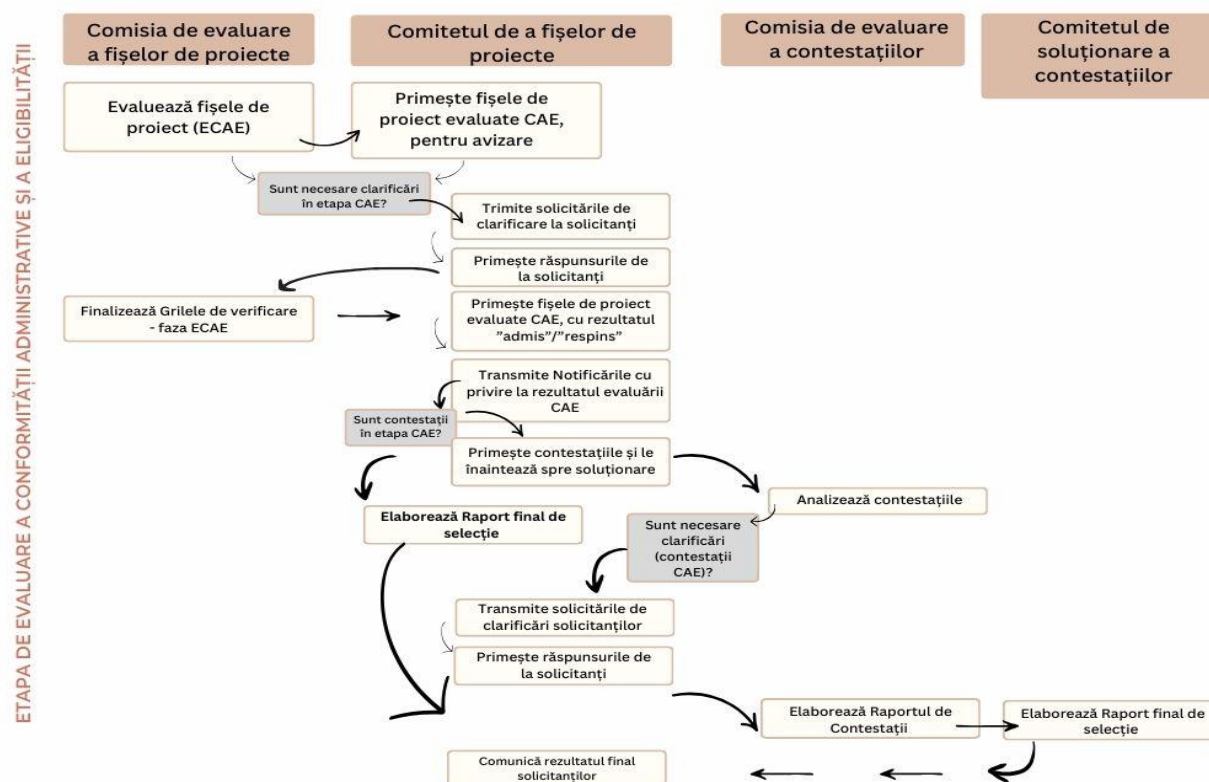 ETAPA DE EVALUARE A CONFORMITĂȚII ADMINISTRATIVE ȘI A ELIGIBILITĂȚII
Comisia de evaluare
a fișelor de proiecte
Comitetul de a fișelor de
proiecte
Comisia de evaluare
a contestațiilor
Comitetul de
soluționare a
contestațiilor
Evaluează fișele de
proiect (ECAE)
Primește fișele de
proiect evaluate CAE,
pentru avizare
Sunt necesare clarificări
în etapa CAE?
Trimite solicitările de
clarificare la solicitanți
Primește răspunsurile de
la solicitanți
Finalizează Grilele de verificare
- faza ECAE
Primește fișele de proiect
evaluate CAE, cu rezultatul
”admis”/”respins”
Transmite Notificările cu
privire la rezultatul evaluării
CAE
Sunt contestații
în etapa CAE?
Primește contestațiile și le
înaintează spre soluționare
Analizează contestațiile
Elaborează Raport final de
selecție
Sunt necesare
clarificări
(contestații
CAE)?
Transmite solicitările de
clarificări solicitanților
Primește răspunsurile de
la solicitanți
Elaborează Raportul de
Contestații
Elaborează Raport final de
selecție
Comunică rezultatul final
solicitanților